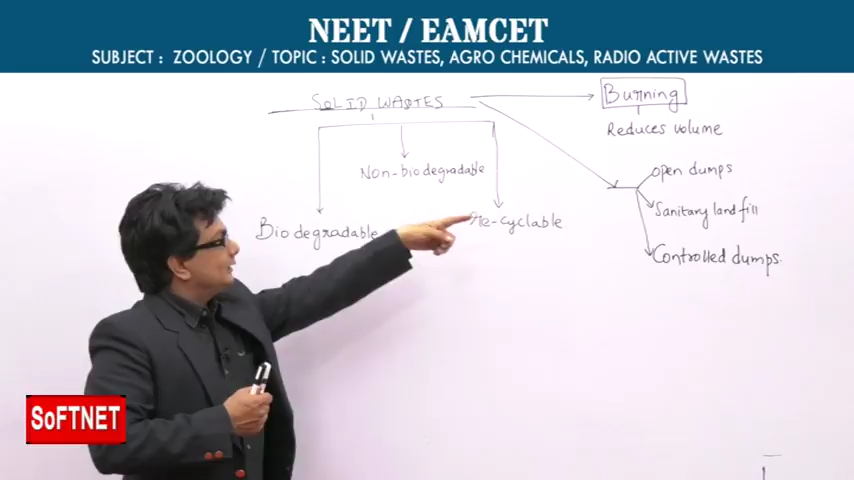 NEET / EAMCET
SUBJECT : ZOOLOGY / TOPIC : SOLID WASTES, AGRO CHEMICALS, RADIO ACTIVE WASTES
SOLID WASTES
Burning
Reduces volume
Non-biodegradable
open dumps
Sanitary land fill
Biodegradable
Re-cyclable
Controlled dumps.
SoFTNET